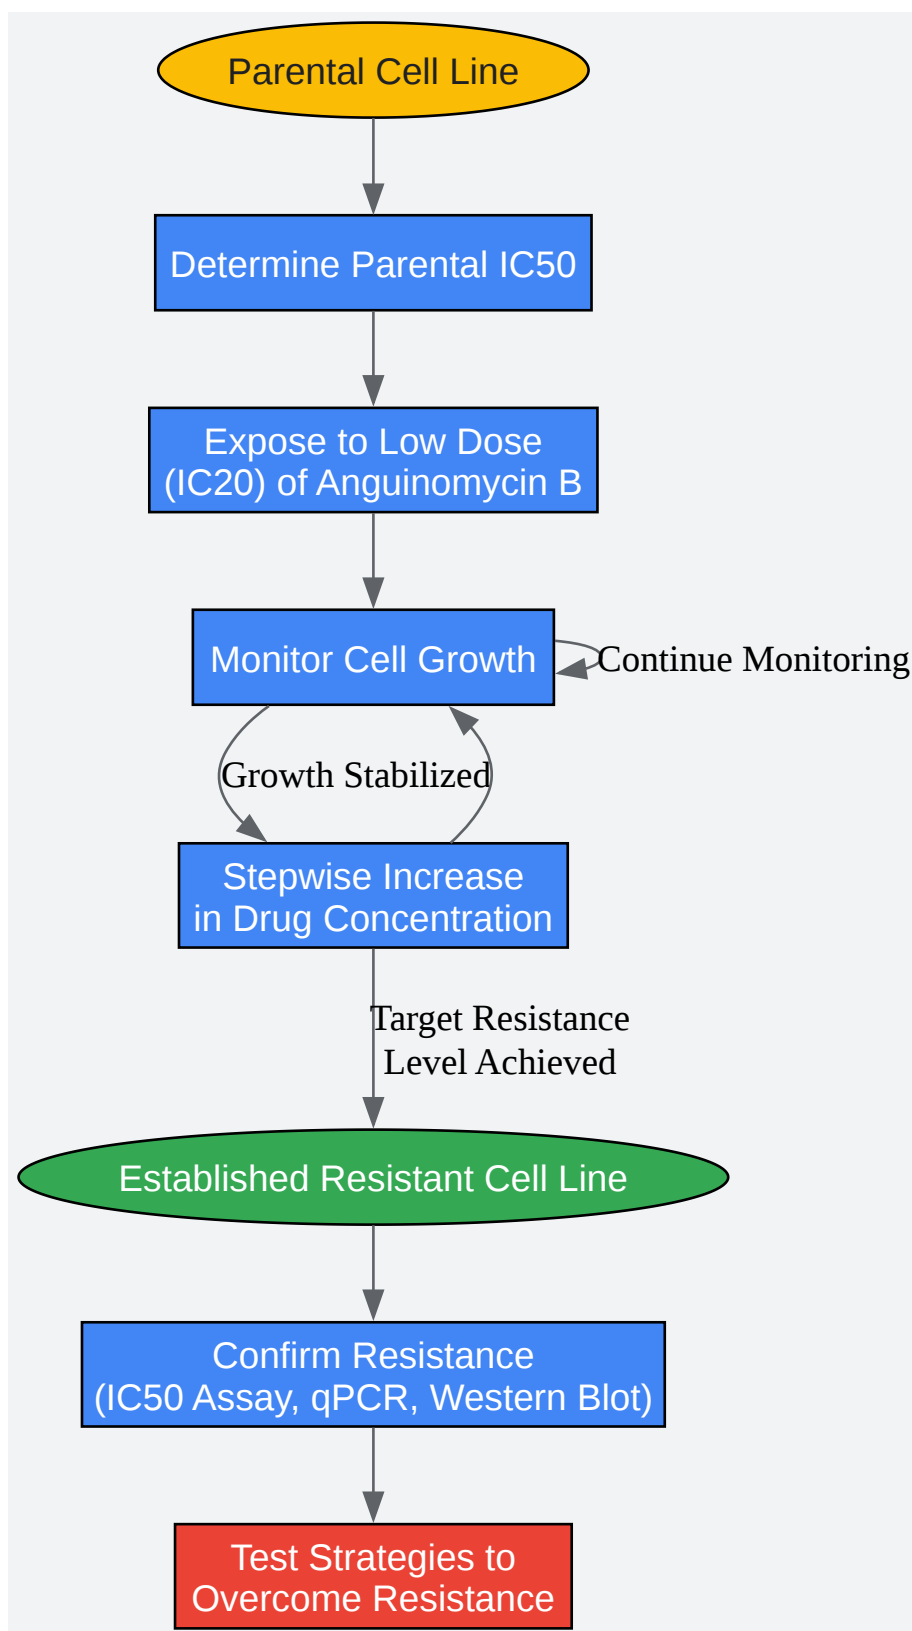 Parental Cell Line
Determine Parental IC50
Expose to Low Dose
(IC20) of Anguinomycin B
Monitor Cell Growth
Continue Monitoring
Growth Stabilized
Stepwise Increase
in Drug Concentration
Target Resistance
Level Achieved
Established Resistant Cell Line
Confirm Resistance
(IC50 Assay, qPCR, Western Blot)
Test Strategies to
Overcome Resistance